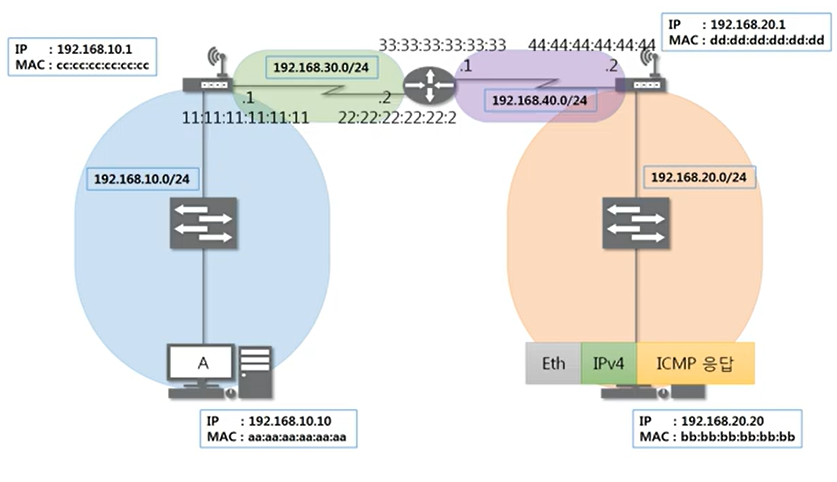 IP : 192.168.10.1
MAC : cc:cc:cc:cc:cc:cc
33:33:33:33:33:33
44:44:44:44:44:44
IP : 192.168.20.1
MAC : dd:dd:dd:dd:dd:dd
192.168.30.0/24
.1
.2
.1
.2
192.168.40.0/24
11:11:11:11:11:11
22:22:22:22:22:2
192.168.10.0/24
192.168.20.0/24
A
Eth IPv4 ICMP 응답
IP : 192.168.10.10
MAC : aa:aa:aa:aa:aa:aa
IP : 192.168.20.20
MAC : bb:bb:bb:bb:bb:bb